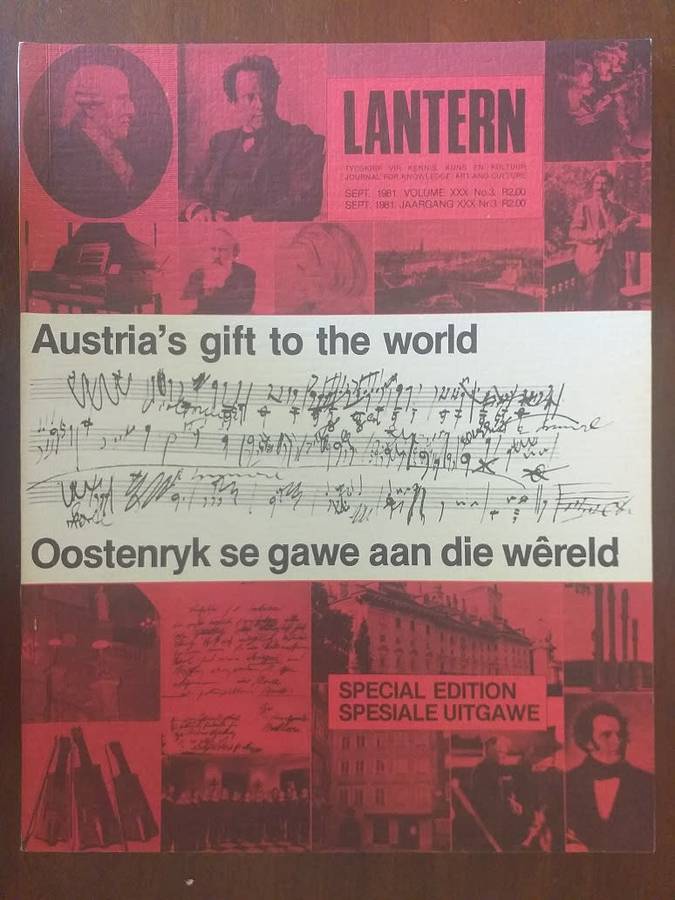 LANTERN
TYDSKRIF VIR KENNIS, KUNS EN KULTUUR
JOURNAL FOR KNOWLEDGE, ART AND CULTURE
SEPT. 1981. VOLUME XXX No.3. R2.00
SEPT. 1981. JAARGANG XXX Nr.3. R2.00
Austria's gift to the world
Oostenryk se gawe aan die wêreld
SPECIAL EDITION
SPESIALE UITGAWE